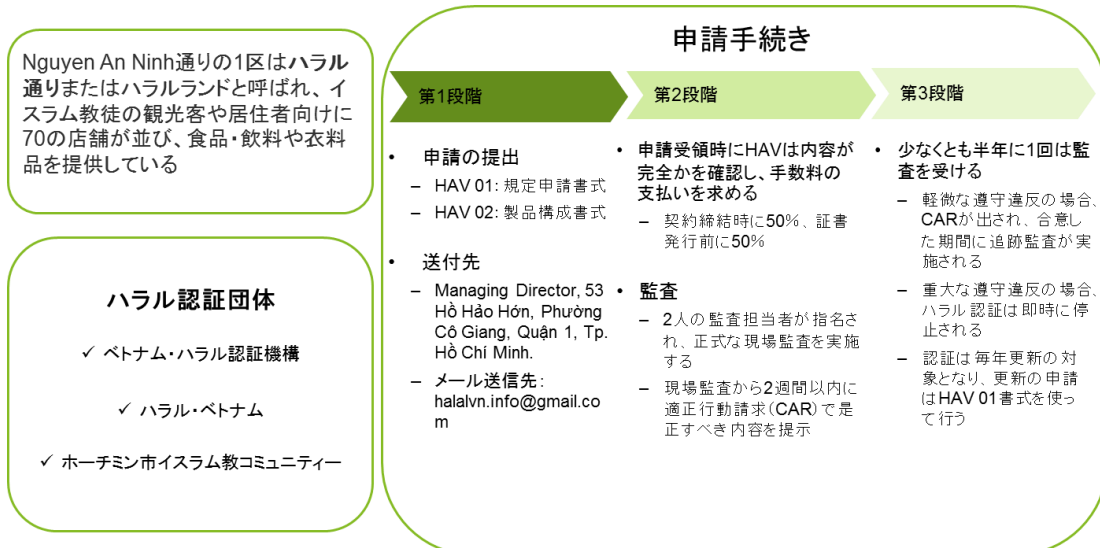 Nguyen An Ninh通りの1区はハラル
通りまたはハラルランドと呼ばれ、イ
スラム教徒の観光客や居住者向けに
70の店舗が並び、食品・飲料や衣料
品を提供している
ハラル認証団体
✓ ベトナム・ハラル認証機構
✓ ハラル・ベトナム
✓ ホーチミン市イスラム教コミュニティー
申請手続き
第1段階
• 申請の提出
– HAV 01: 規定申請書式
– HAV 02: 製品構成書式
• 送付先
– Managing Director, 53
Hồ Hảo Hớn, Phường
Cô Giang, Quận 1, Tp.
Hồ Chí Minh.
– メール送信先:
halalvn.info@gmail.co
m
第2段階
• 申請受領時にHAVは内容が
完全かを確認し、手数料の
支払いを求める
– 契約締結時に50%、証書
発行前に50%
• 監査
– 2人の監査担当者が指名さ
れ、正式な現場監査を実施
する
– 現場監査から2週間以内に
適正行動請求(CAR)で是
正すべき内容を提示
第3段階
• 少なくとも半年に1回は監
査を受ける
– 軽微な遵守違反の場合、
CARが出され、合意し
た期間に追跡監査が実
施される
– 重大な遵守違反の場合、
ハラル認証は即時に停
止される
– 認証は毎年更新の対
象となり、更新の申請
はHAV 01書式を使っ
て行う